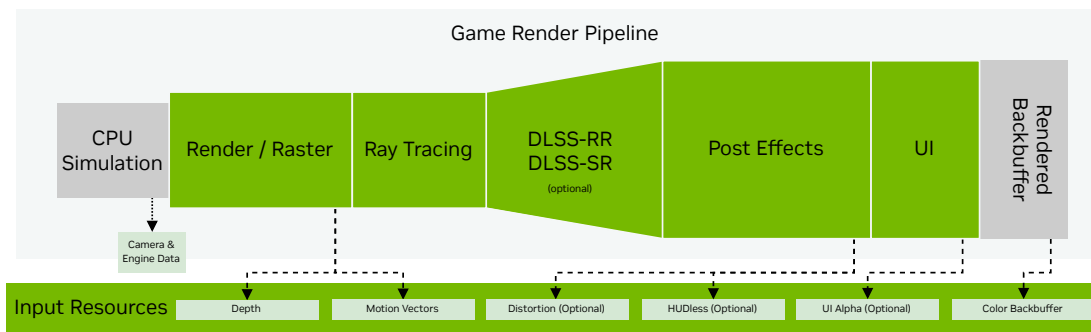 Game Render Pipeline
CPU
Simulation
Render / Raster
Ray Tracing
DLSS-RR
DLSS-SR
(optional)
Post Effects
UI
Rendered
Backbuffer
Camera &
Engine Data
Input Resources
Depth
Motion Vectors
Distortion (Optional)
HUDless (Optional)
UI Alpha (Optional)
Color Backbuffer